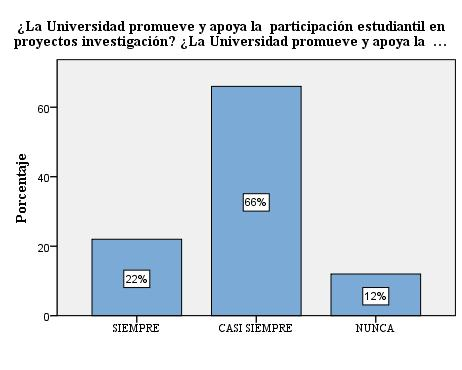 ¿La Universidad promueve y apoya la participación estudiantil en
proyectos investigación? ¿La Universidad promueve y apoya la ...
Porcentaje
60
40
20
0
22%
66%
12%
SIEMPRE
CASI SIEMPRE
NUNCA